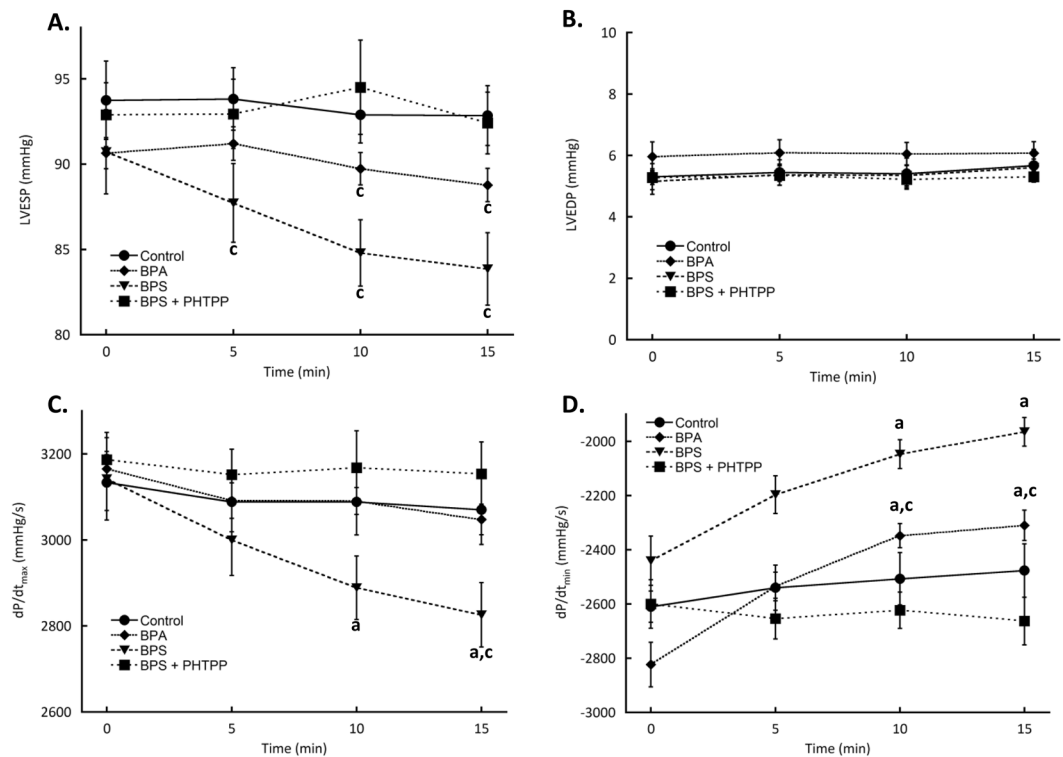 A.
LVESP (mmHg)
95
90
85
80
c
c
c
c
c
Control
BPA
BPS
BPS + PHTPP
0
5
10
15
Time (min)
B.
LVEDP (mmHg)
10
8
6
4
2
0
Control
BPA
BPS
BPS + PHTPP
0
5
10
15
Time (min)
C.
dP/dtmax (mmHg/s)
3200
3000
2800
2600
a
a,c
Control
BPA
BPS
BPS + PHTPP
0
5
10
15
Time (min)
D.
dP/dtmin (mmHg/s)
-2000
-2200
-2400
-2600
-2800
-3000
Control
BPA
BPS
BPS + PHTPP
a
a
a,c
a,c
0
5
10
15
Time (min)